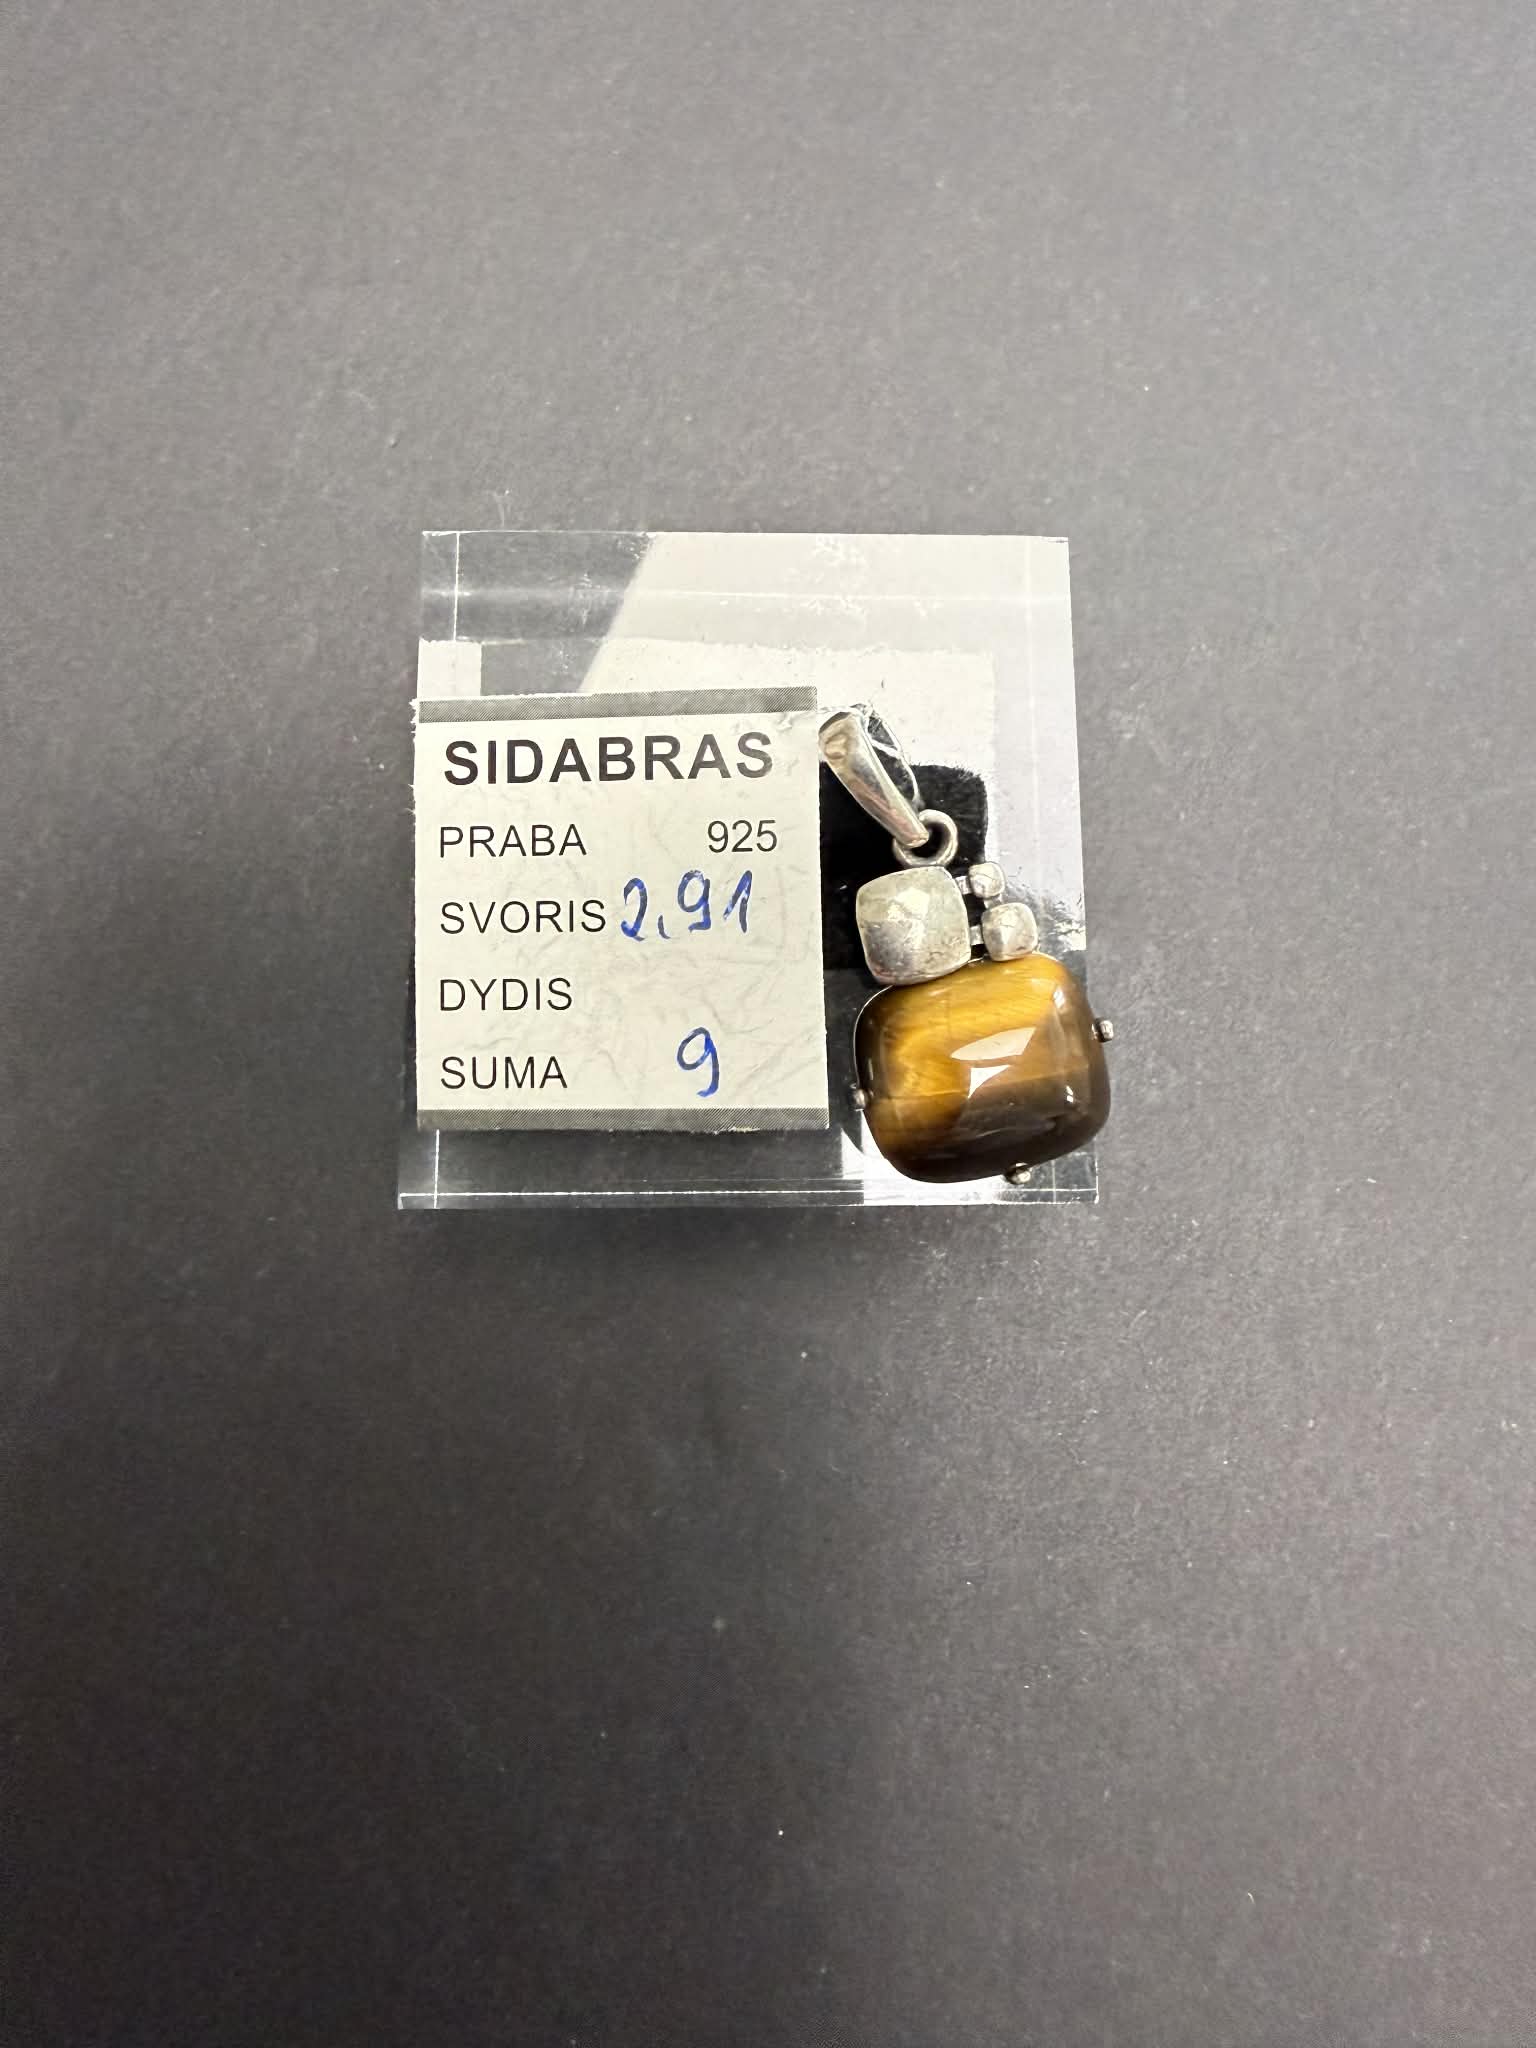 SIDABRAS
PRABA 925
SVORIS 2.91
DYDIS
SUMA 9